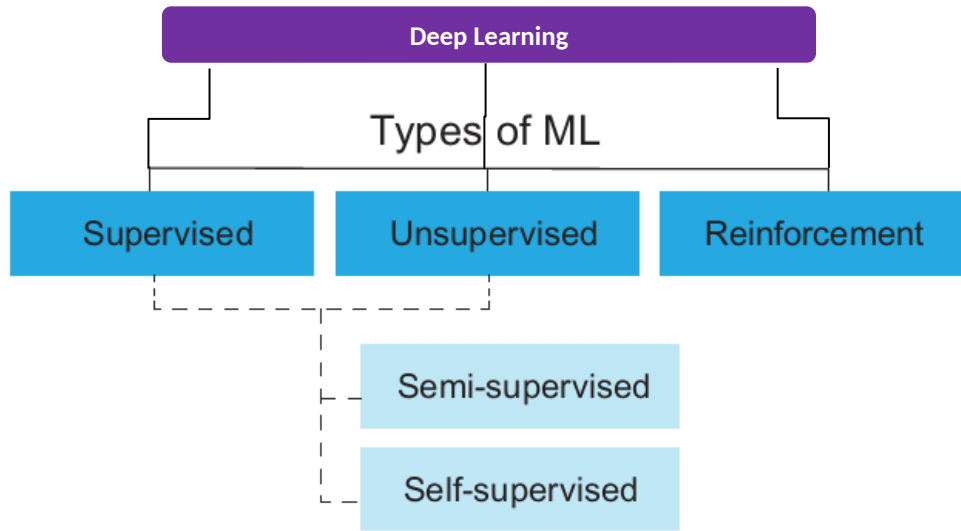 Deep Learning
Types of ML
Supervised
Unsupervised
Reinforcement
Semi-supervised
Self-supervised